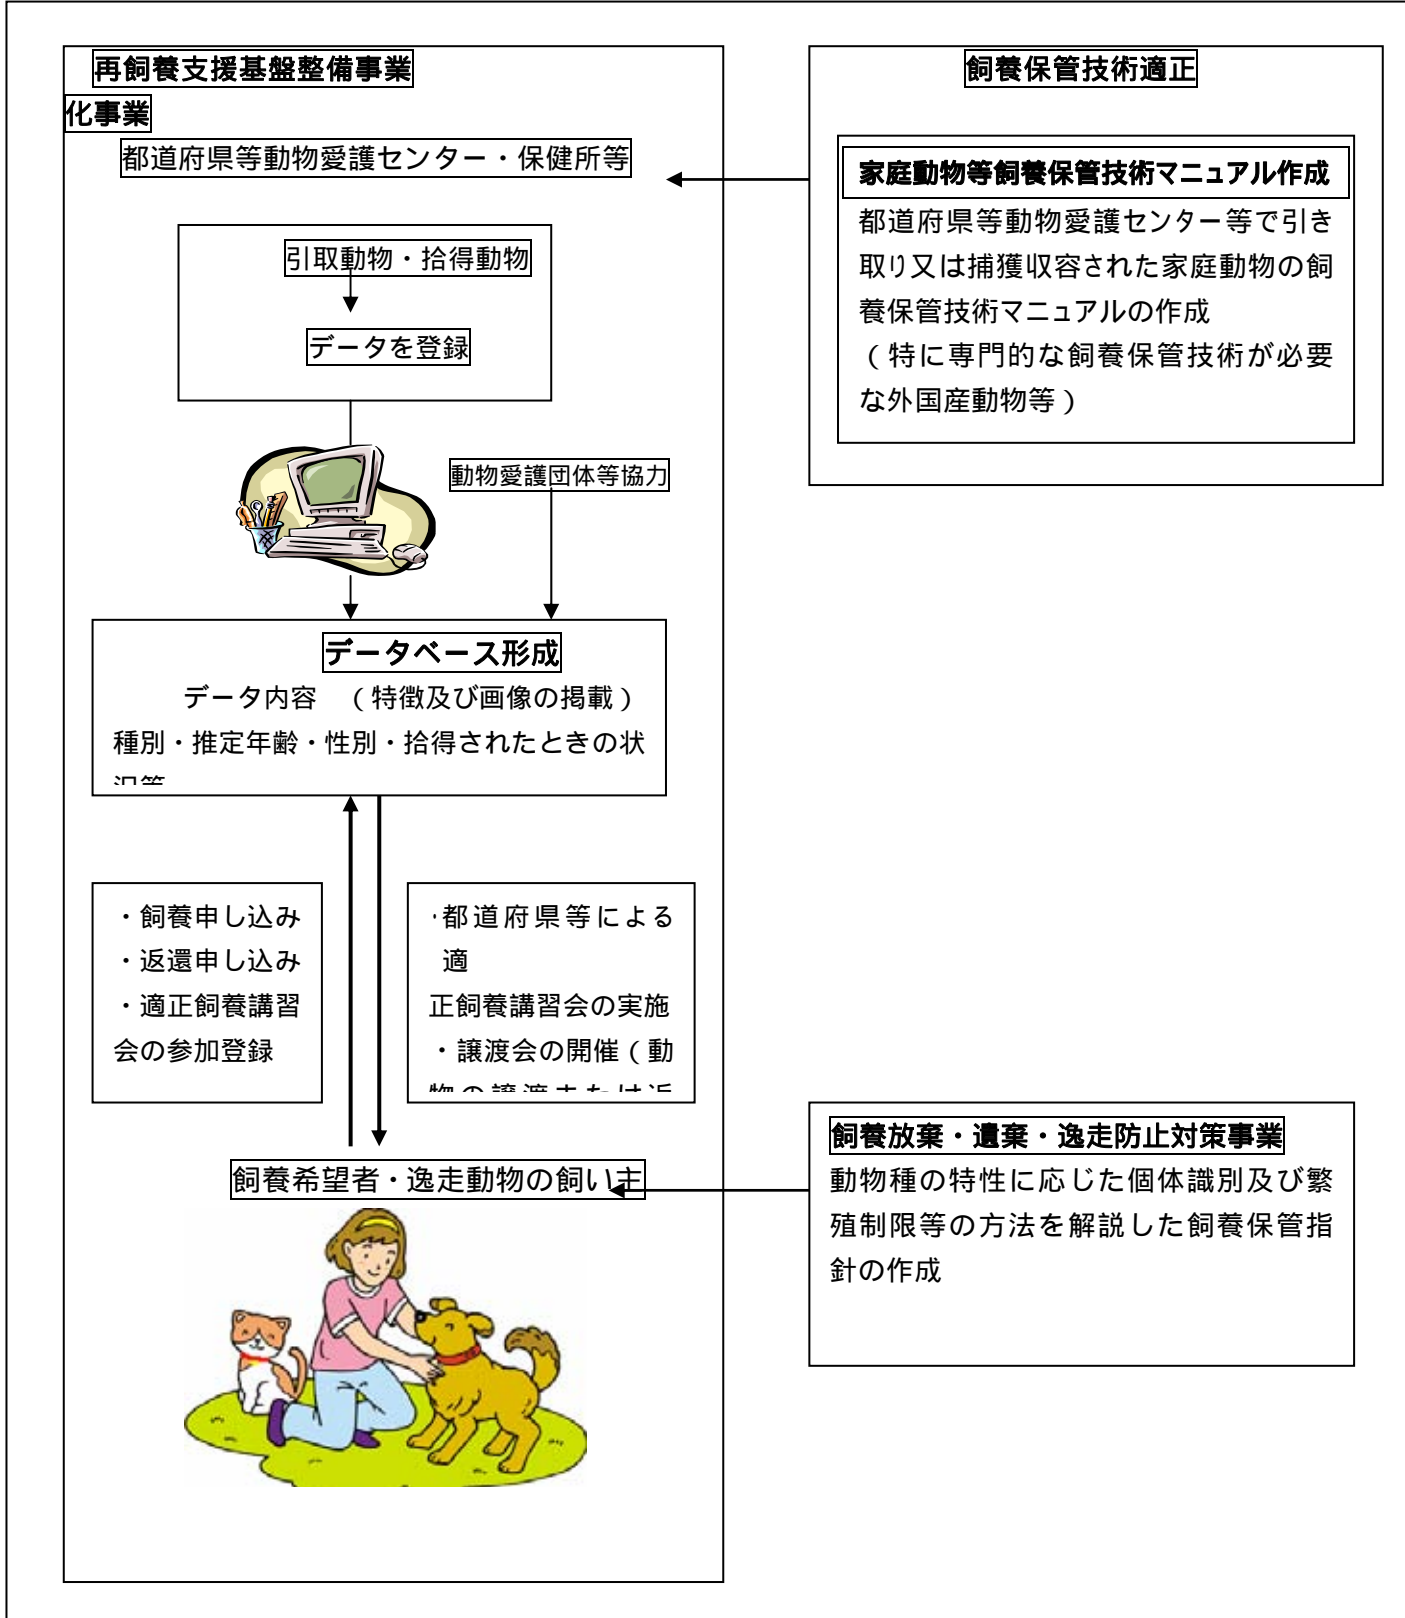 再飼養支援基盤整備事業
飼養保管技術適正
化事業
都道府県等動物愛護センター・保健所等
引取動物・拾得動物
データを登録
家庭動物等飼養保管技術マニュアル作成
都道府県等動物愛護センター等で引き
取り又は捕獲収容された家庭動物の飼
養保管技術マニュアルの作成
(特に専門的な飼養保管技術が必要
な外国産動物等)
動物愛護団体等協力
データベース形成
データ内容 (特徴及び画像の掲載)
種別・推定年齢・性別・拾得されたときの状
況等
・飼養申し込み
・返還申し込み
・適正飼養講習
会の参加登録
・都道府県等による
適
正飼養講習会の実施
・譲渡会の開催(動
物の譲渡または返
飼養希望者・逸走動物の飼い主
飼養放棄・遺棄・逸走防止対策事業
動物種の特性に応じた個体識別及び繁
殖制限等の方法を解説した飼養保管指
針の作成